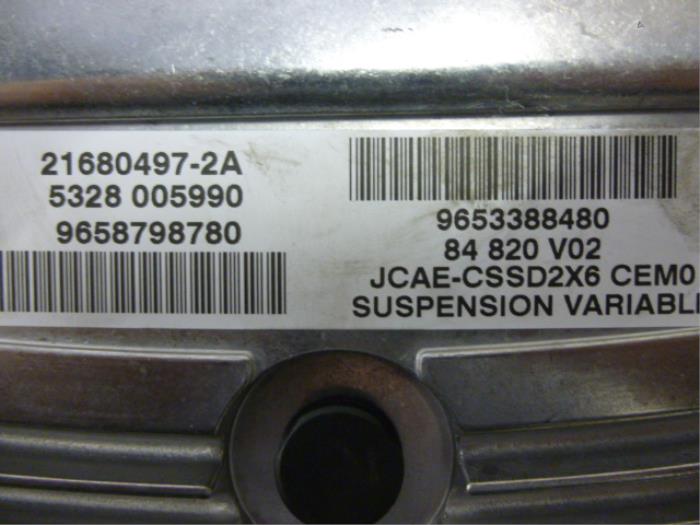 21680497-2A
5328 005990
9658798780
9653388480
84 820 V02
JCAE-CSSD2X6 CEM0
SUSPENSION VARIABL